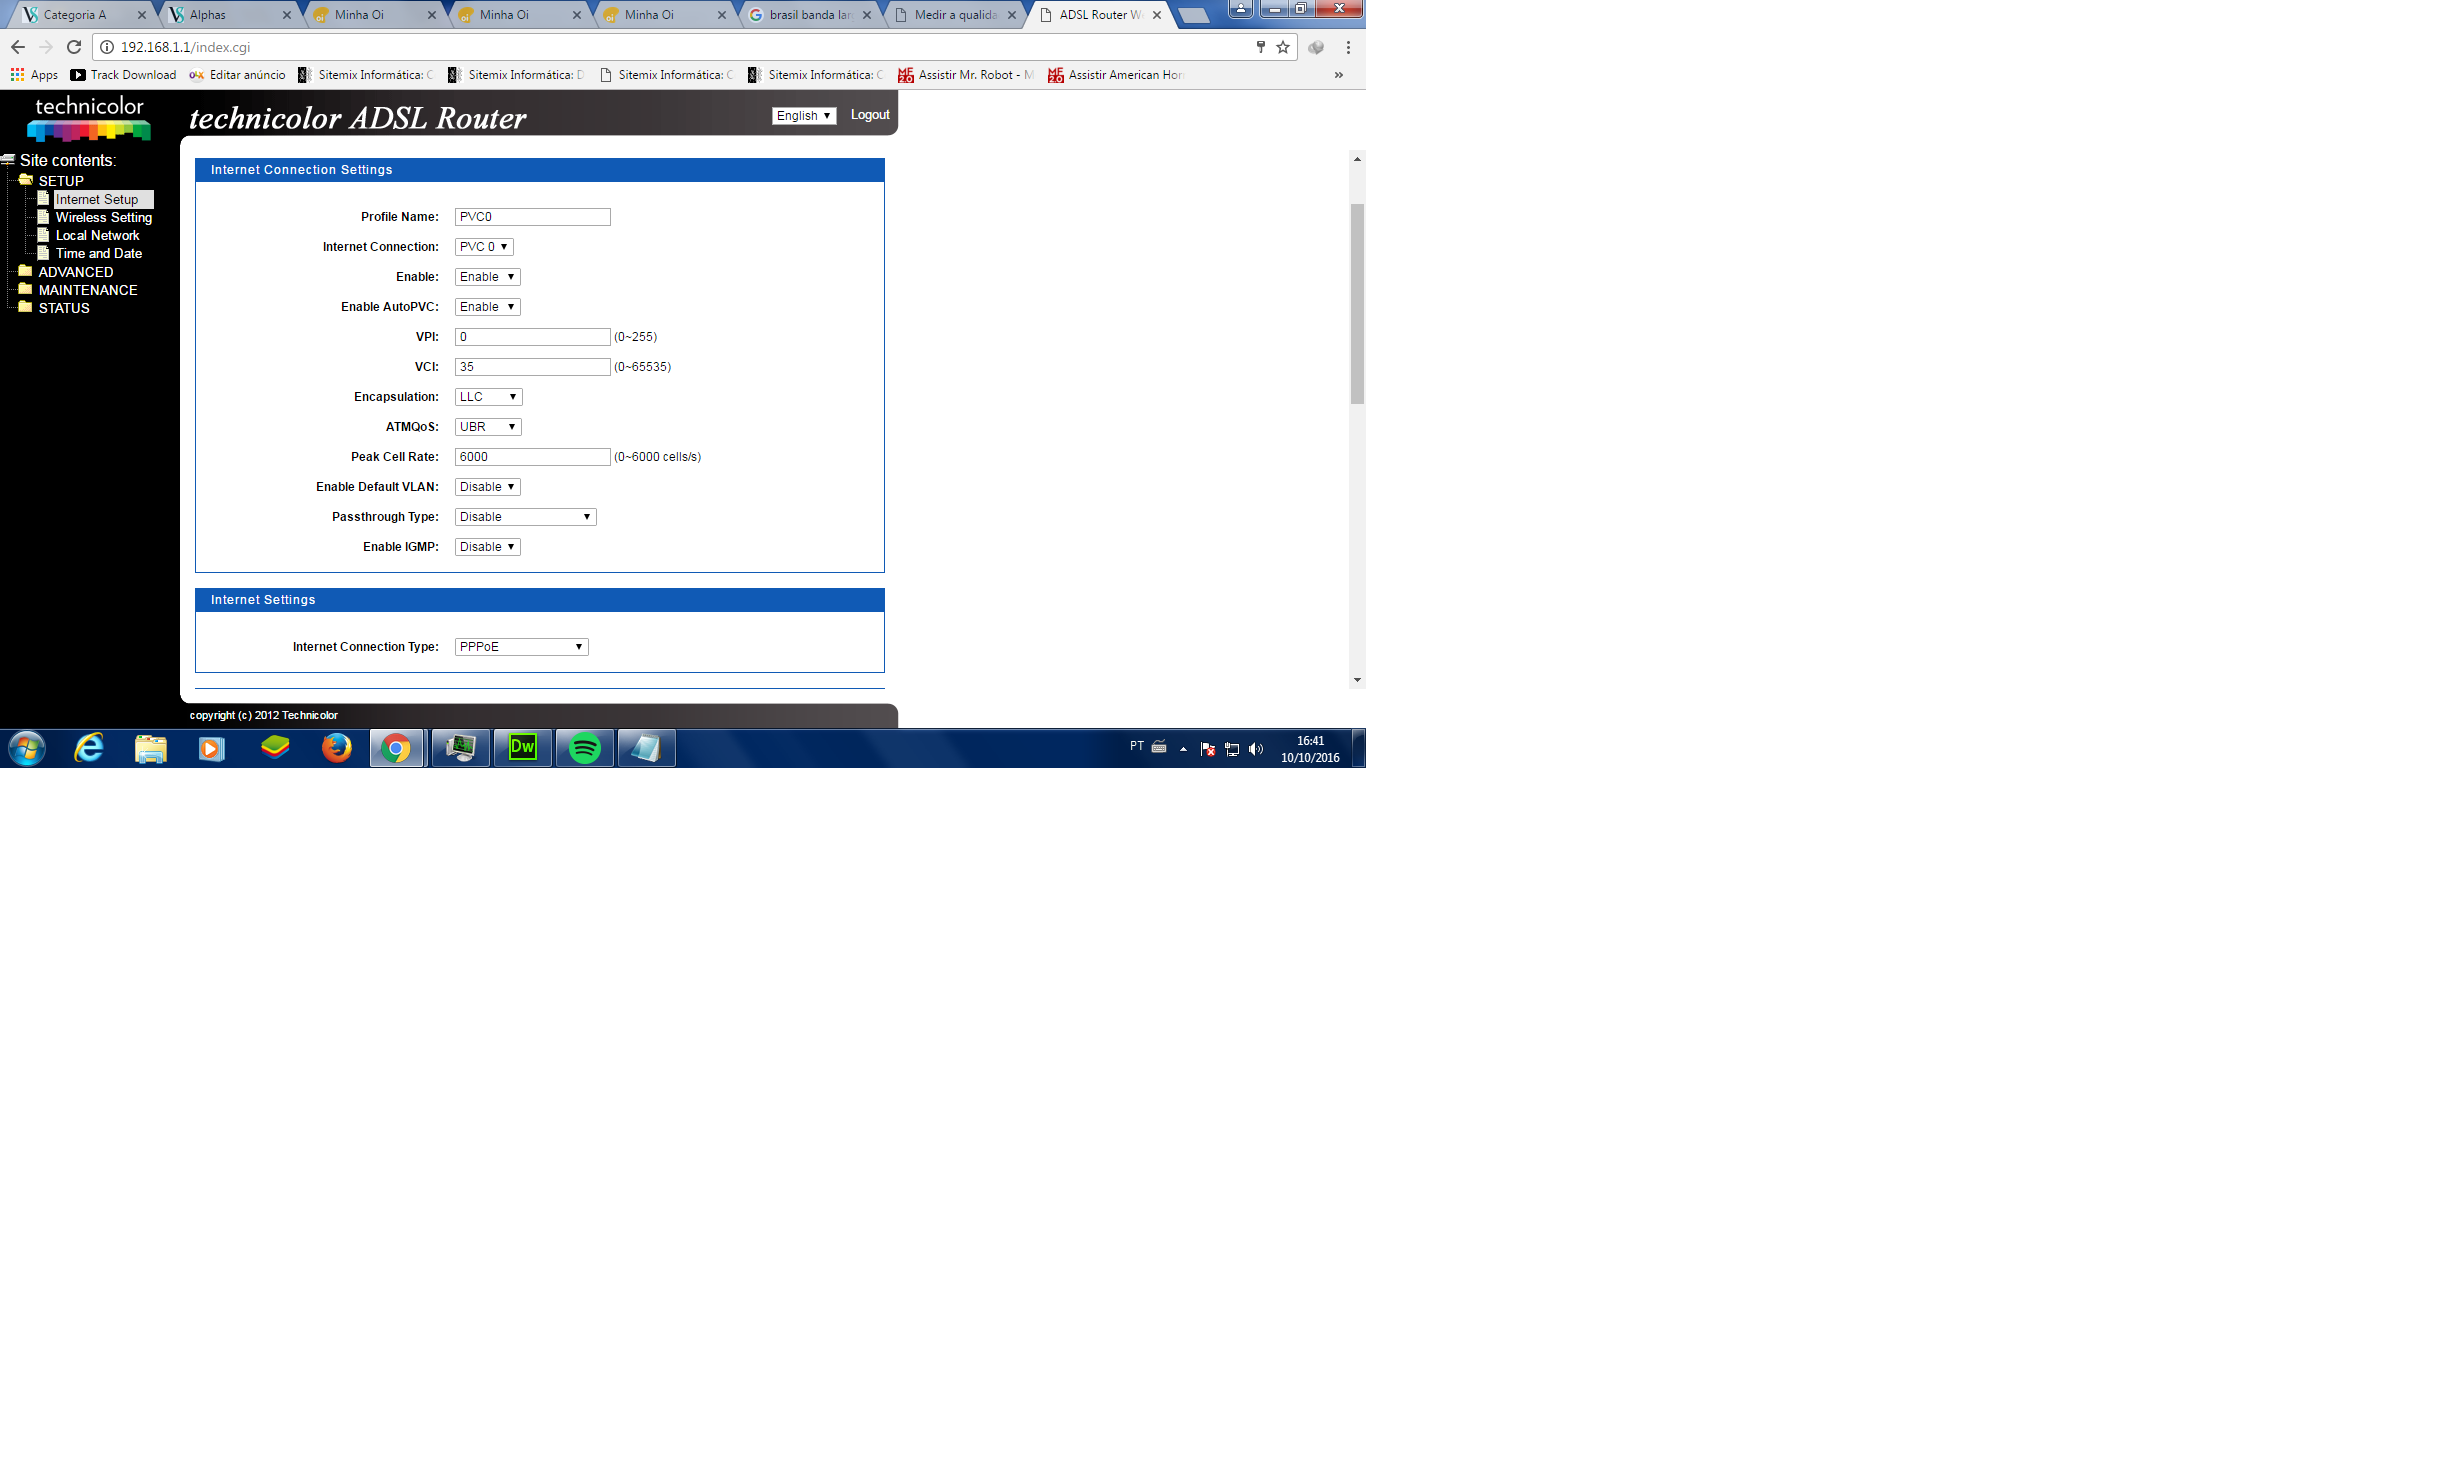 Categoria A
Alphas
Minha Oi
Minha Oi
Minha Oi
brasil banda lar
Medir a qualida
ADSL Router W
192.168.1.1/index.cgi
Apps
Track Download
Editar anúncio
Sitemix Informática: C
Sitemix Informática: D
Sitemix Informática: C
Sitemix Informática: C
Assistir Mr. Robot - M
Assistir American Hor
technicolor
technicolor ADSL Router
English
Logout
Site contents:
SETUP
Internet Setup
Wireless Setting
Local Network
Time and Date
ADVANCED
MAINTENANCE
STATUS
Internet Connection Settings
Profile Name: PVC0
Internet Connection: PVC 0
Enable: Enable
Enable AutoPVC: Enable
VPI: 0 (0~255)
VCI: 35 (0~65535)
Encapsulation: LLC
ATMQoS: UBR
Peak Cell Rate: 6000 (0~6000 cells/s)
Enable Default VLAN: Disable
Passthrough Type: Disable
Enable IGMP: Disable
Internet Settings
Internet Connection Type: PPPoE
copyright (c) 2012 Technicolor
Dw
PT
16:41
10/10/2016